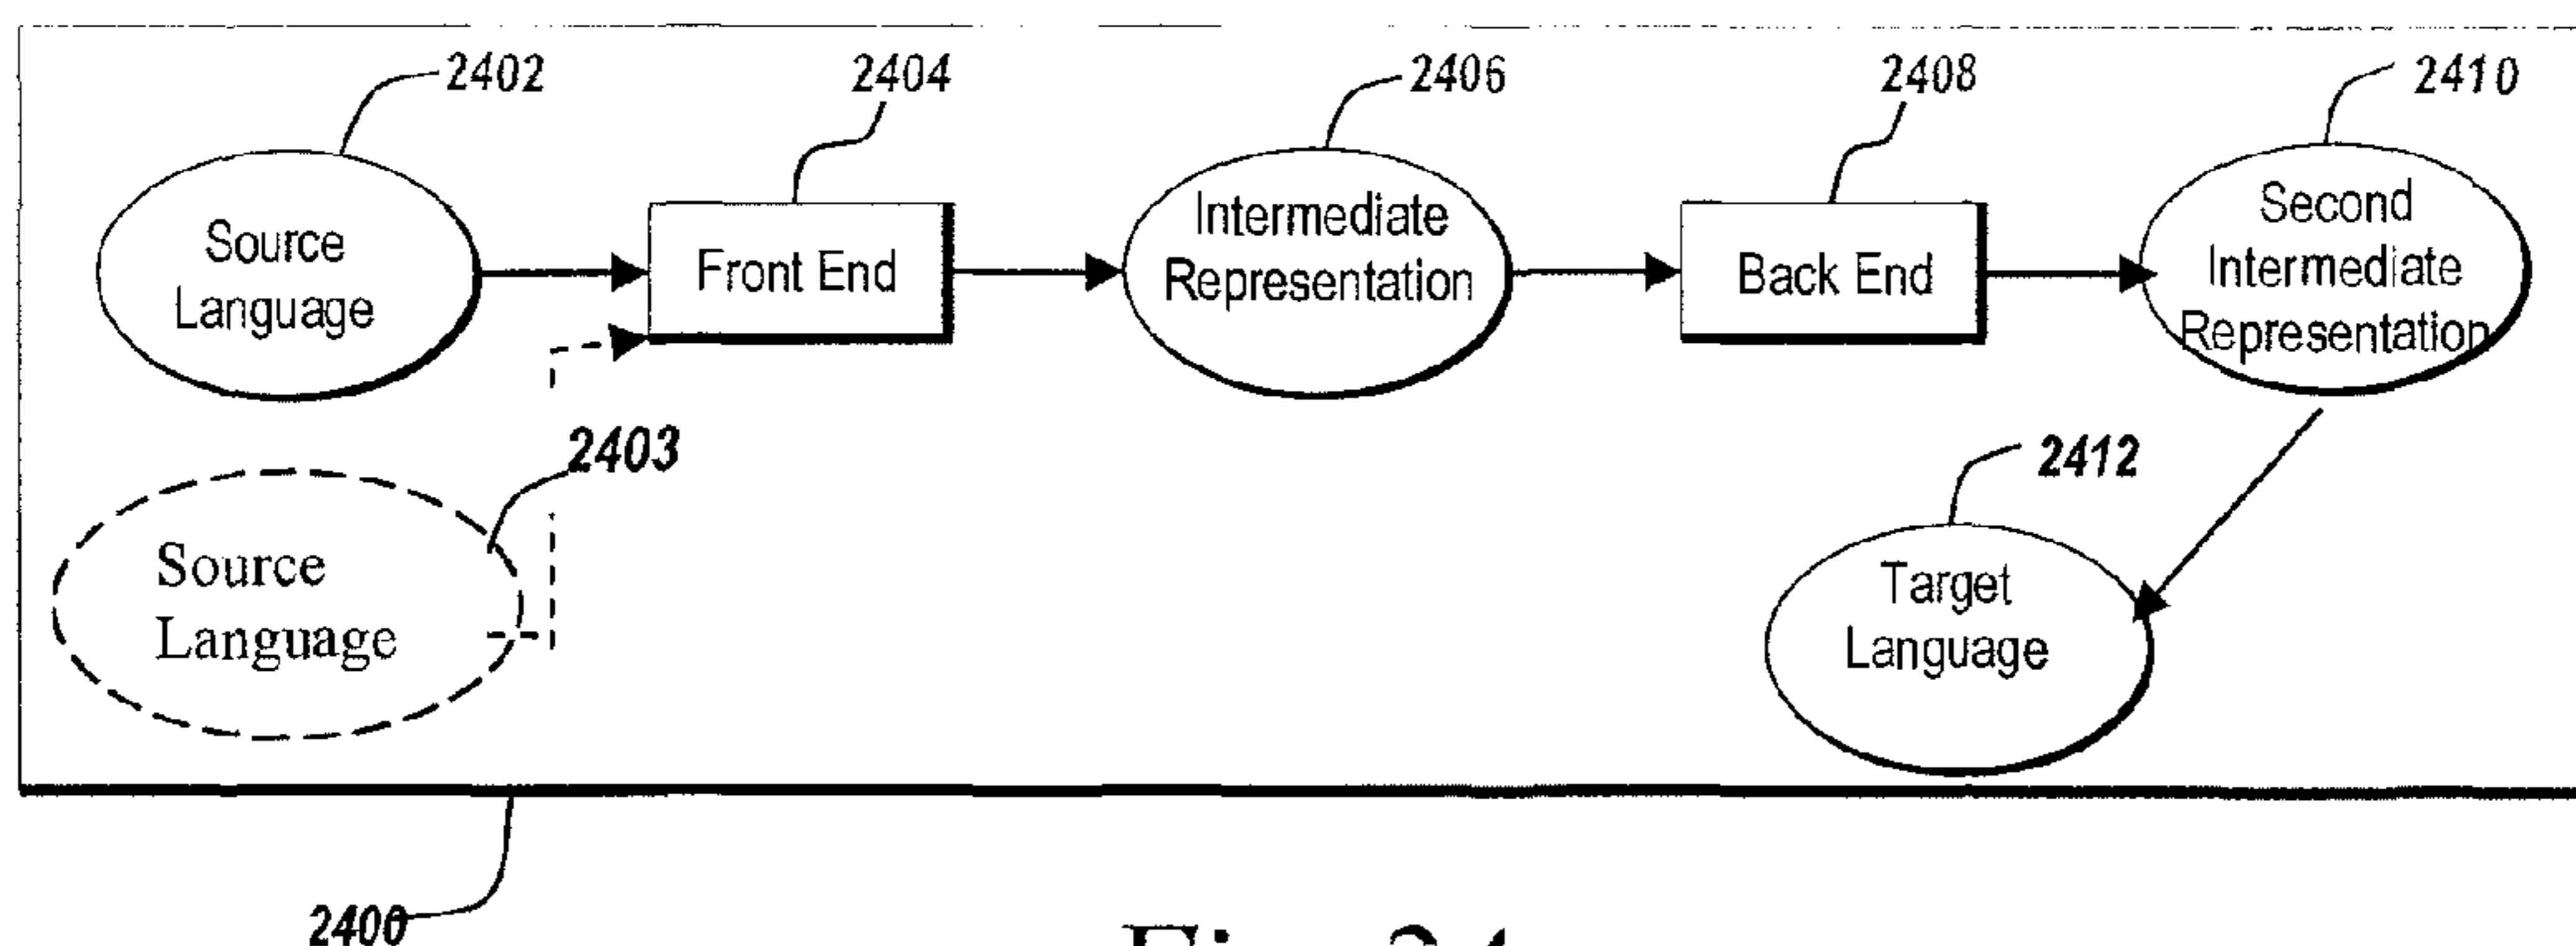 2402
2404
2406
2408
2410
Source
Language
Front End
Intermediate
Representation
Back End
Second
Intermediate
Representation
2403
2412
Source
Language
Target
Language
2400